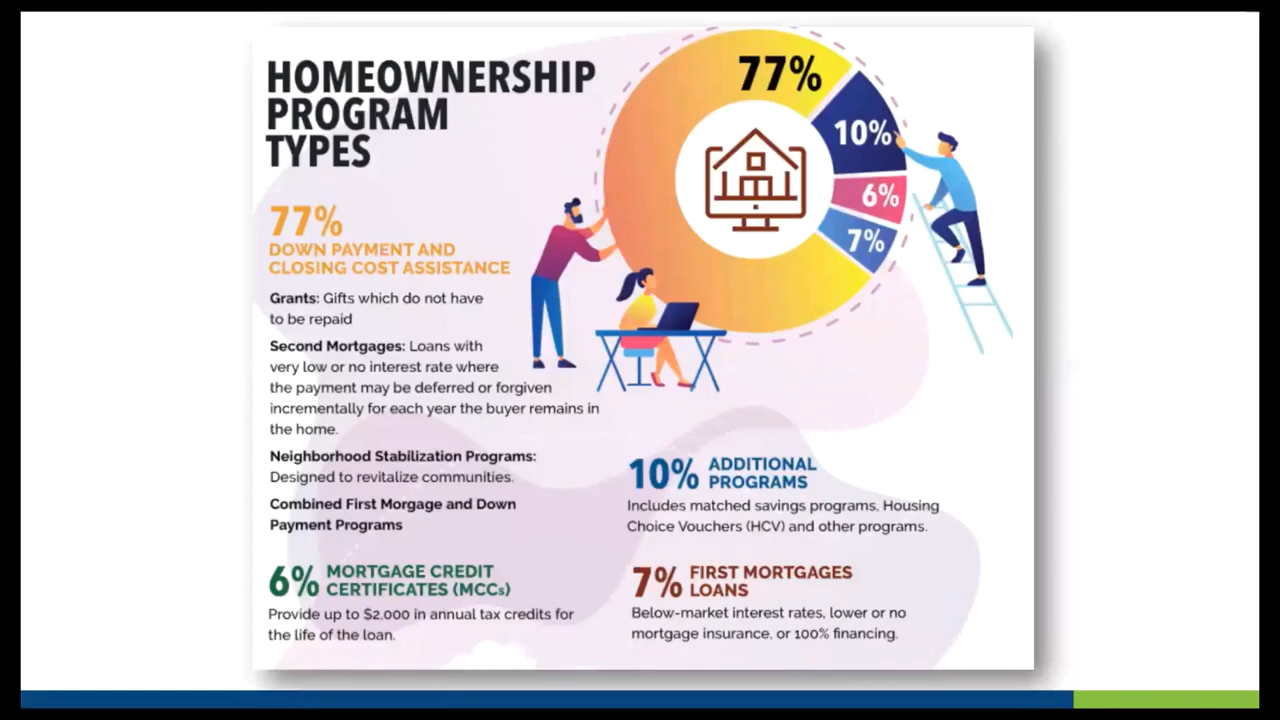 HOMEOWNERSHIP
PROGRAM
TYPES
77%
10%
6%
7%
77%
DOWN PAYMENT AND
CLOSING COST ASSISTANCE
Grants: Gifts which do not have
to be repaid
Second Mortgages: Loans with
very low or no interest rate where
the payment may be deferred or forgiven
incrementally for each year the buyer remains in
the home.
Neighborhood Stabilization Programs:
Designed to revitalize communities.
Combined First Morgage and Down
Payment Programs
6% MORTGAGE CREDIT
CERTIFICATES (MCCs)
Provide up to $2,000 in annual tax credits for
the life of the loan.
10% ADDITIONAL
PROGRAMS
Includes matched savings programs, Housing
Choice Vouchers (HCV) and other programs.
7% FIRST MORTGAGES
LOANS
Below-market interest rates, lower or no
mortgage insurance, or 100% financing.